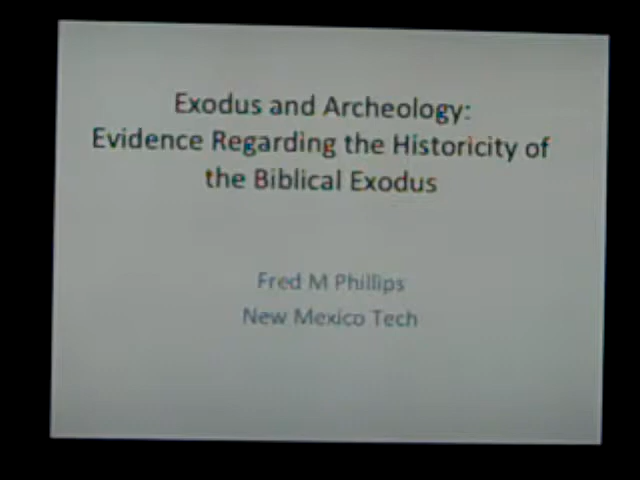 Exodus and Archeology:
Evidence Regarding the Historicity of
the Biblical Exodus
Fred M Phillips
New Mexico Tech